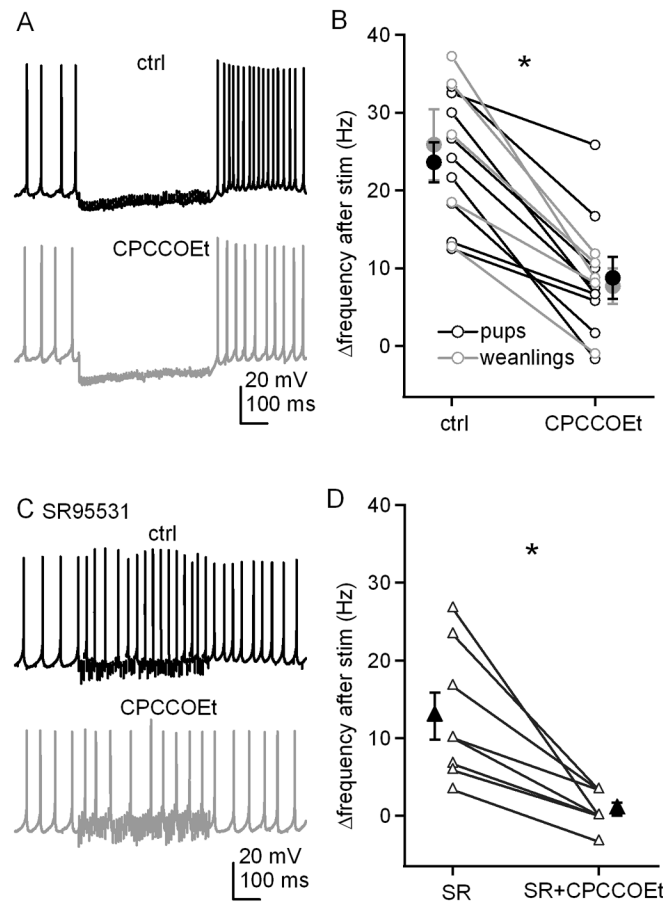 A
ctrl
CPCCOEt
20 mV
100 ms
B
*
Δfrequency after stim (Hz)
40
30
20
10
0
pups
weanlings
ctrl
CPCCOEt
C SR95531
ctrl
CPCCOEt
20 mV
100 ms
D
*
Δfrequency after stim (Hz)
40
30
20
10
0
SR
SR+CPCCOEt